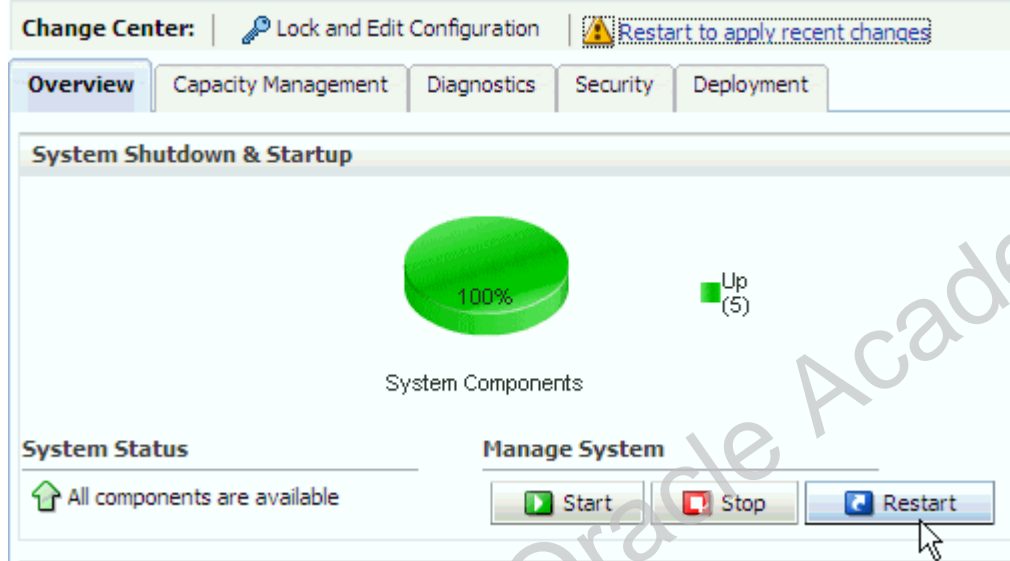 Change Center: Lock and Edit Configuration Restart to apply recent changes
Overview Capacity Management Diagnostics Security Deployment
System Shutdown & Startup
100%
Up
(5)
System Components
System Status Manage System
All components are available Start Stop Restart
Oracle Acade